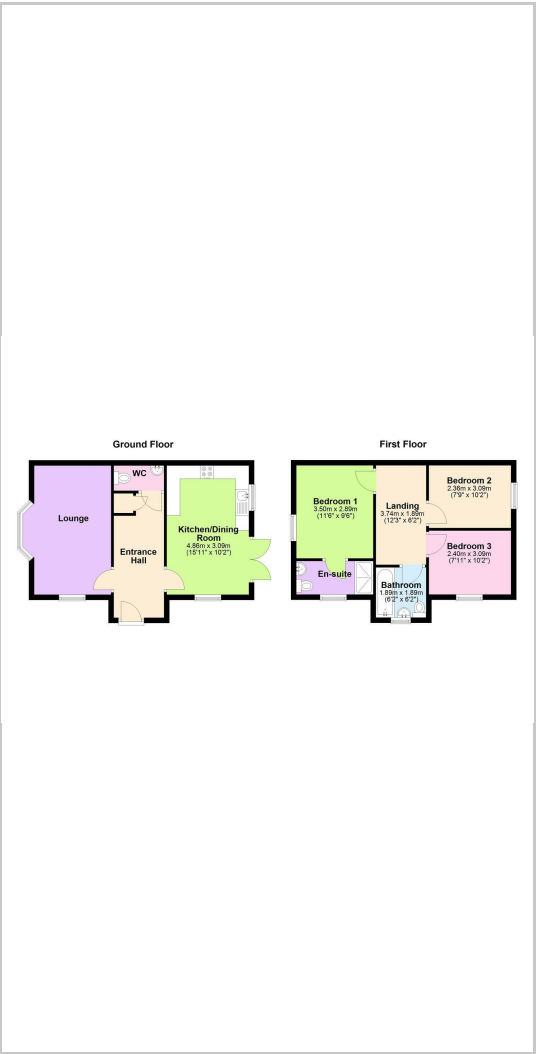 Ground Floor
WC
Lounge
Kitchen/Dining
Room
4.86m x 3.09m
(15'11" x 10'2")
Entrance
Hall
First Floor
Bedroom 1
3.50m x 2.89m
(11'6" x 9'6")
Landing
3.74m x 1.89m
(12'3" x 6'2")
Bedroom 2
2.36m x 3.09m
(7'9" x 10'2")
Bedroom 3
2.40m x 3.09m
(7'11" x 10'2")
En-suite
Bathroom
1.89m x 1.89m
(6'2" x 6'2")